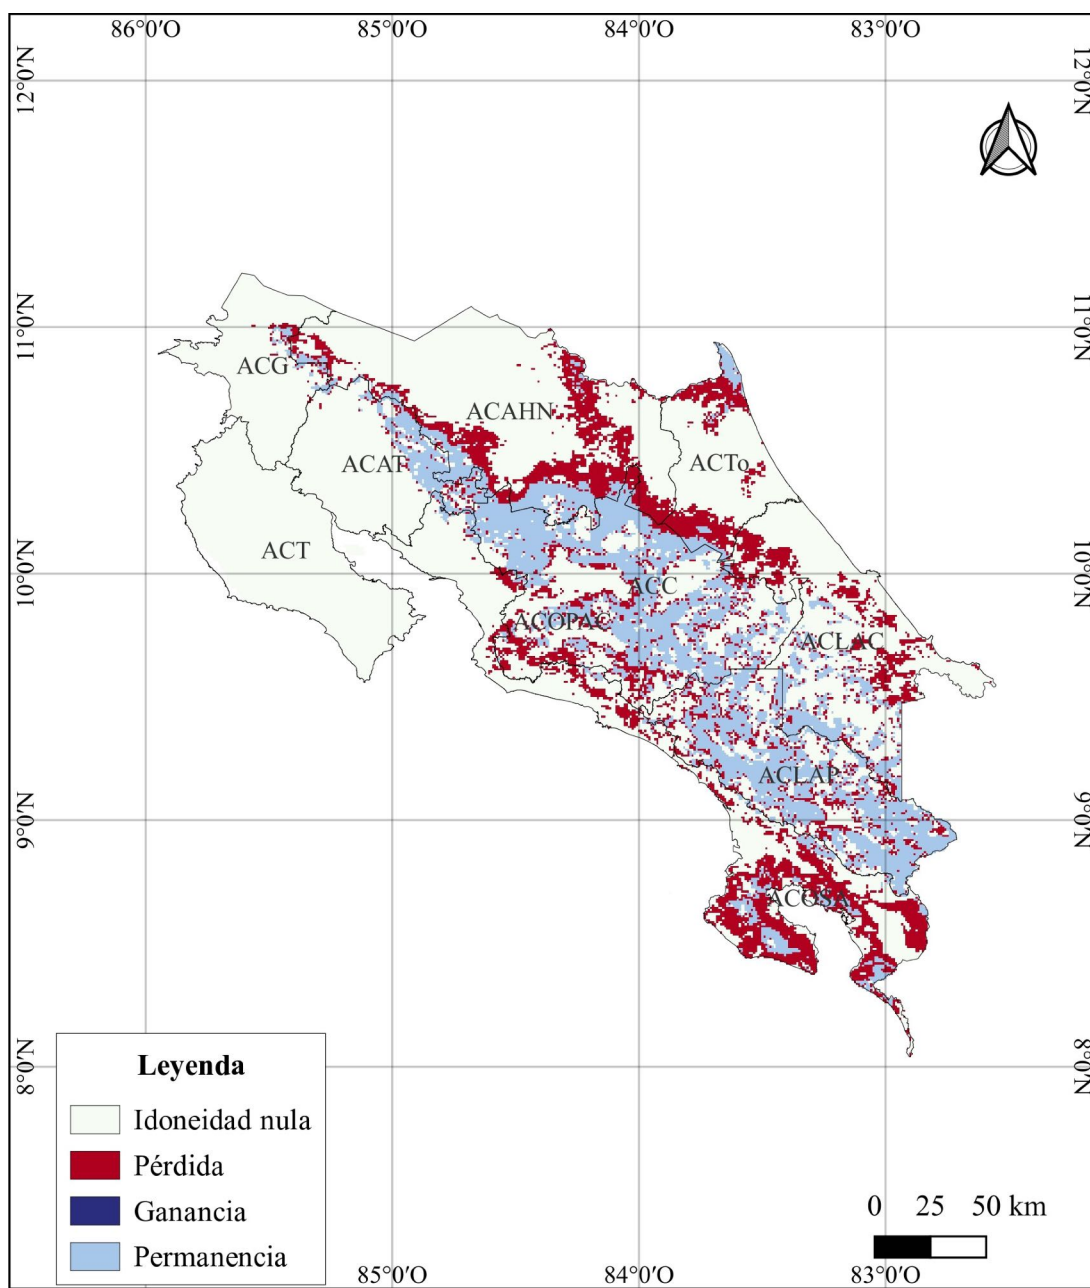 86°0′O 85°0′O 84°0′O 83°0′O
12°0′N 12°0′N
11°0′N 11°0′N
ACG
ACAHN
ACAT
ACTo
ACT
10°0′N 10°0′N
ACC
ACOPAC
ACLAC
ACLAP
9°0′N 9°0′N
ACOSA
8°0′N 8°0′N
Leyenda
Idoneidad nula
Pérdida
Ganancia
Permanencia
0 25 50 km
85°0′O 84°0′O 83°0′O